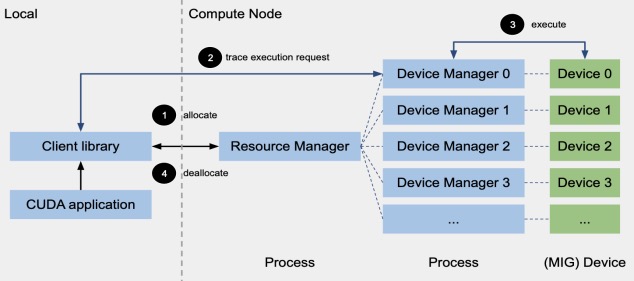 Local
Compute Node
3 execute
2 trace execution request
Device Manager 0
Device 0
1 allocate
Device Manager 1
Device 1
Client library
Resource Manager
Device Manager 2
Device 2
4 deallocate
Device Manager 3
Device 3
CUDA application
...
...
Process
Process
(MIG) Device